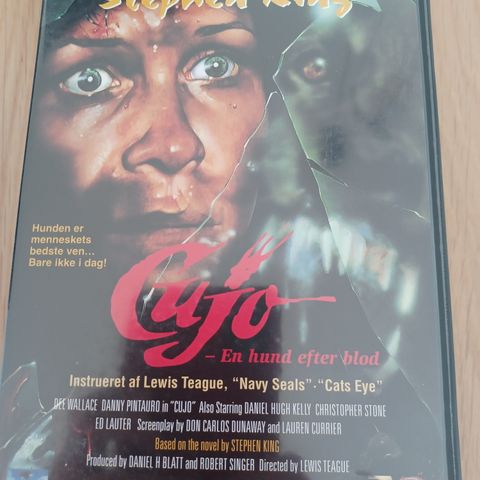 Stephen King
Hunden er
menneskets
bedste ven...
Bare ikke i dag!
Cujo
– En hund efter blod
Instrueret af Lewis Teague, “Navy Seals”-“Cats Eye”
DEE WALLACE DANNY PINTAURO in "CUJO" Also Starring DANIEL HUGH KELLY CHRISTOPHER STONE
ED LAUTER Screenplay by DON CARLOS DUNAWAY and LAUREN CURRIER
Based on the novel by STEPHEN KING
Produced by DANIEL H BLATT and ROBERT SINGER Directed by LEWIS TEAGUE